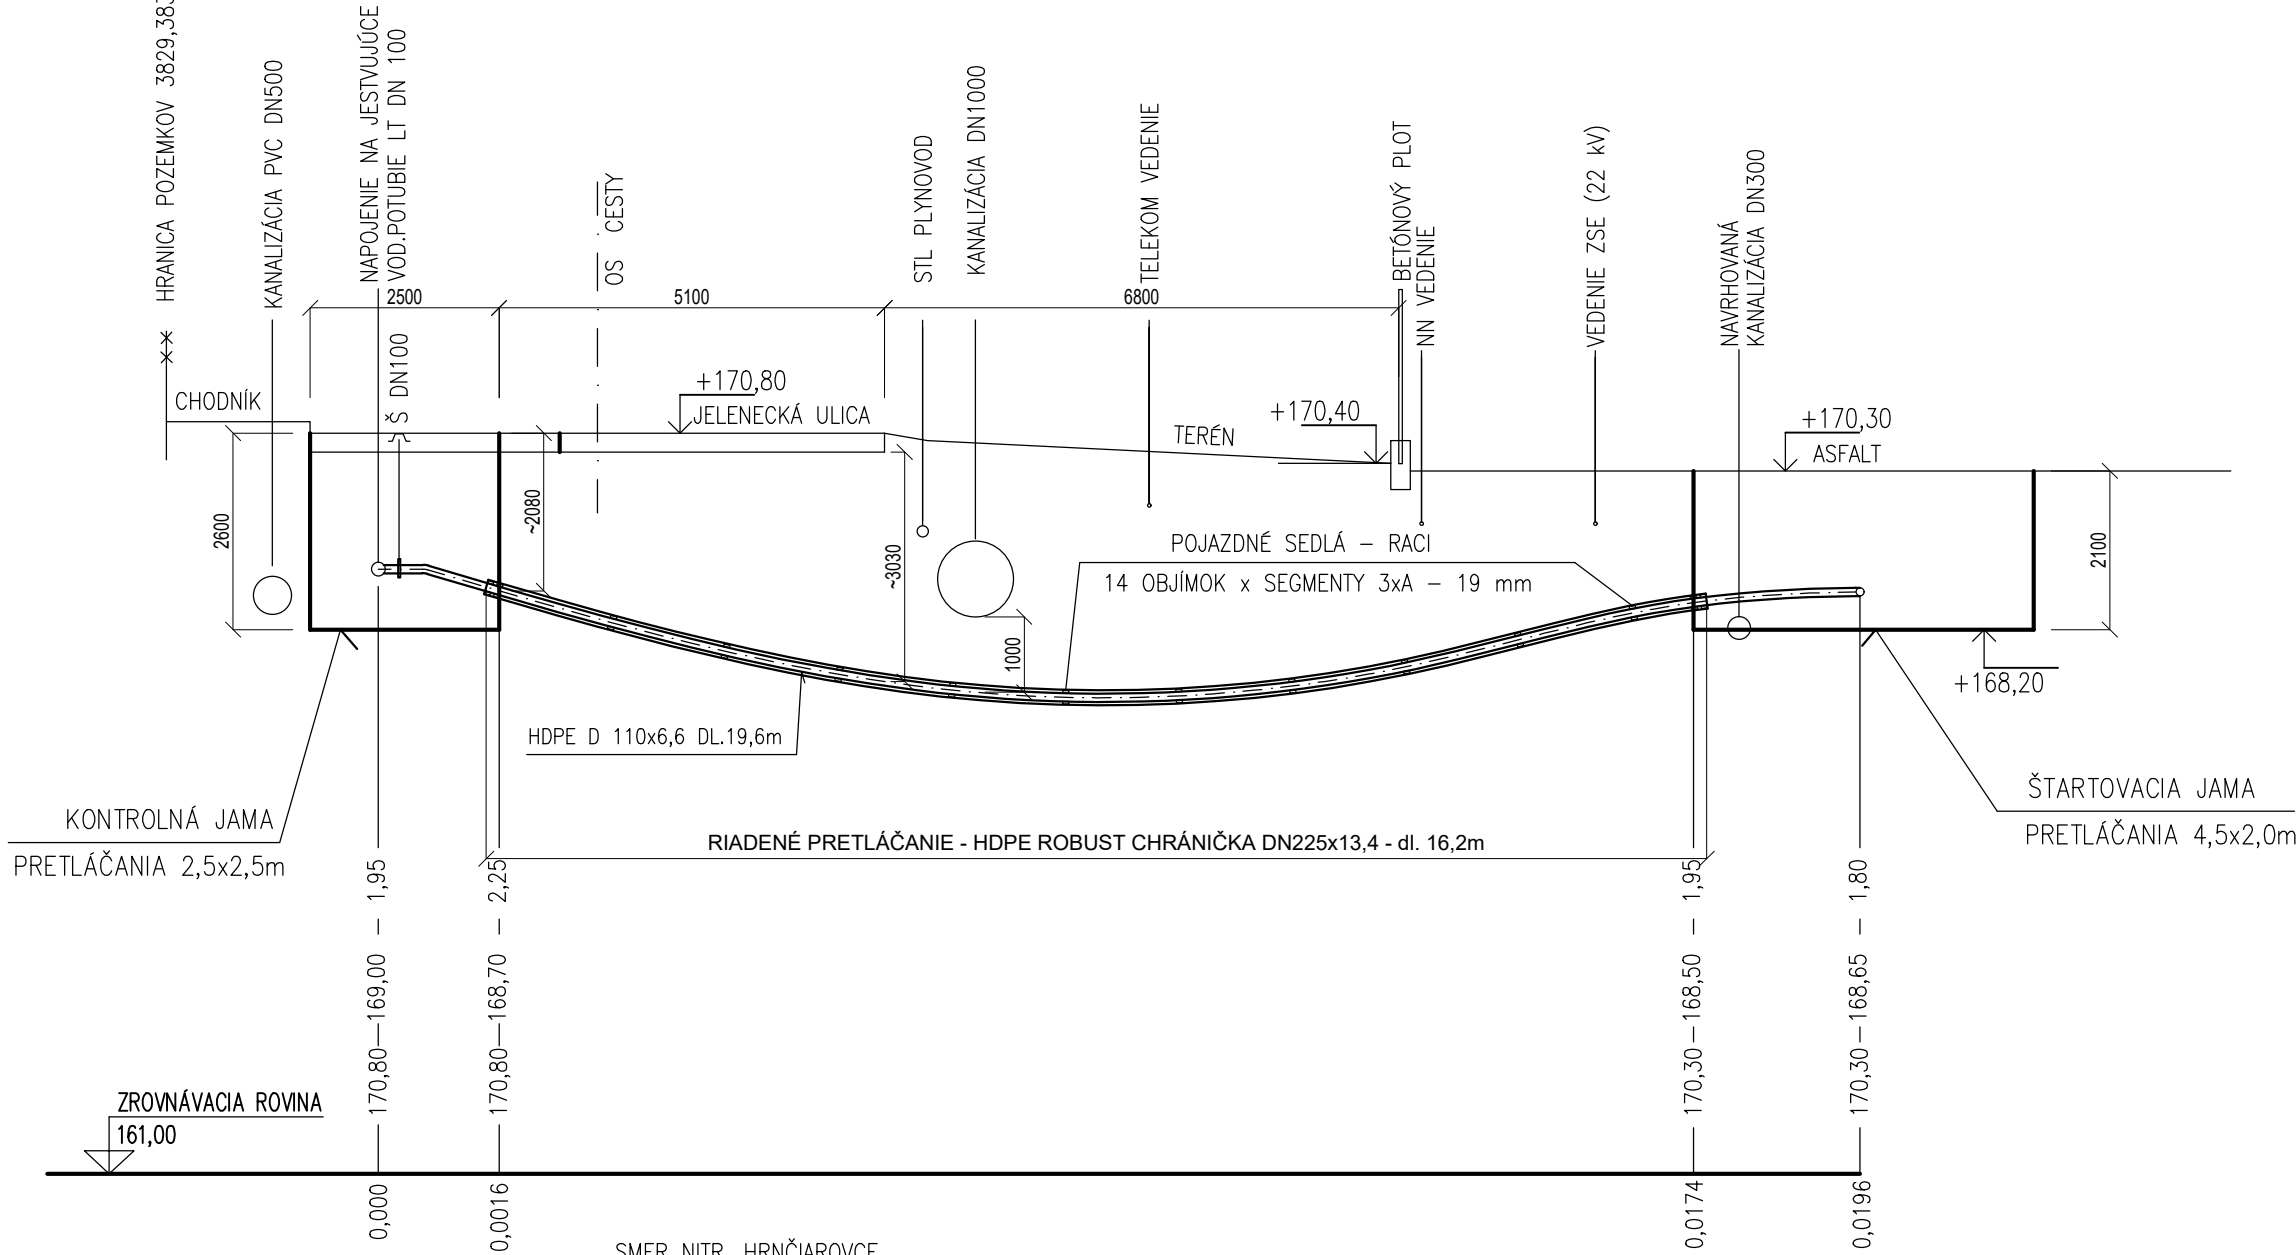 HRANICA POZEMKOV 3829,383
KANALIZÁCIA PVC DN500
NAPOJENIE NA JESTVUJÚCE
VOD.POTUBIE LT DN 100
Š DN100
OS CESTY
STL PLYNOVOD
KANALIZÁCIA DN1000
TELEKOM VEDENIE
BETÓNOVÝ PLOT
NN VEDENIE
VEDENIE ZSE (22 kV)
NAVRHOVANÁ
KANALIZÁCIA DN300
2500
5100
6800
CHODNÍK
+170,80
JELENECKÁ ULICA
+170,40
TERÉN
+170,30
ASFALT
2600
~2080
~3030
1000
2100
POJAZDNÉ SEDLÁ – RACI
14 OBJÍMOK x SEGMENTY 3xA – 19 mm
+168,20
HDPE D 110x6,6 DL.19,6m
KONTROLNÁ JAMA
PRETLÁČANIA 2,5x2,5m
ŠTARTOVACIA JAMA
PRETLÁČANIA 4,5x2,0m
RIADENÉ PRETLÁČANIE - HDPE ROBUST CHRÁNIČKA DN225x13,4 - dl. 16,2m
170,80 — 169,00 — 1,95
170,80 — 168,70 — 2,25
170,30 — 168,50 — 1,95
170,30 — 168,65 — 1,80
ZROVNÁVACIA ROVINA
161,00
0,000
0,0016
0,0174
0,0196
SMER NITR. HRNČIAROVCE